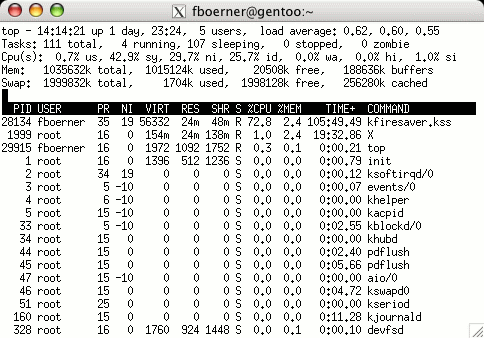 fboerner@gentoo:~
top - 14:14:21 up 1 day, 23:24,  5 users,  load average: 0.62, 0.60, 0.55
Tasks: 111 total,   4 running, 107 sleeping,   0 stopped,   0 zombie
Cpu(s):  0.7% us, 42.9% sy, 29.7% ni, 25.7% id,  0.0% wa,  0.0% hi,  1.0% si
Mem:   1035632k total,  1015124k used,    20508k free,   188636k buffers
Swap:  1999832k total,     1704k used,  1998128k free,   256280k cached
  PID USER      PR  NI  VIRT  RES  SHR S %CPU %MEM    TIME+  COMMAND
28134 fboerner  35  19 56332  24m  48m R 72.8  2.4 105:49.49 kfiresaver.kss
 1999 root      16   0  154m  24m 138m R  1.0  2.4  19:32.86 X
29915 fboerner  16   0  1972 1092 1752 R  0.3  0.1   0:00.21 top
    1 root      16   0  1396  512 1236 S  0.0  0.0   0:00.79 init
    2 root      34  19     0    0    0 S  0.0  0.0   0:00.12 ksoftirqd/0
    3 root       5 -10     0    0    0 S  0.0  0.0   0:00.07 events/0
    4 root       6 -10     0    0    0 S  0.0  0.0   0:00.00 khelper
    5 root      15 -10     0    0    0 S  0.0  0.0   0:00.00 kacpid
   33 root       5 -10     0    0    0 S  0.0  0.0   0:02.55 kblockd/0
   34 root      15   0     0    0    0 S  0.0  0.0   0:00.00 khubd
   44 root      15   0     0    0    0 S  0.0  0.0   0:02.40 pdflush
   45 root      15   0     0    0    0 S  0.0  0.0   0:05.66 pdflush
   47 root      15 -10     0    0    0 S  0.0  0.0   0:00.00 aio/0
   46 root      15   0     0    0    0 S  0.0  0.0   0:04.72 kswapd0
   51 root      25   0     0    0    0 S  0.0  0.0   0:00.00 kseriod
  160 root      15   0     0    0    0 S  0.0  0.0   0:11.28 kjournald
  328 root      16   0  1760  924 1448 S  0.0  0.1   0:00.10 devfsd